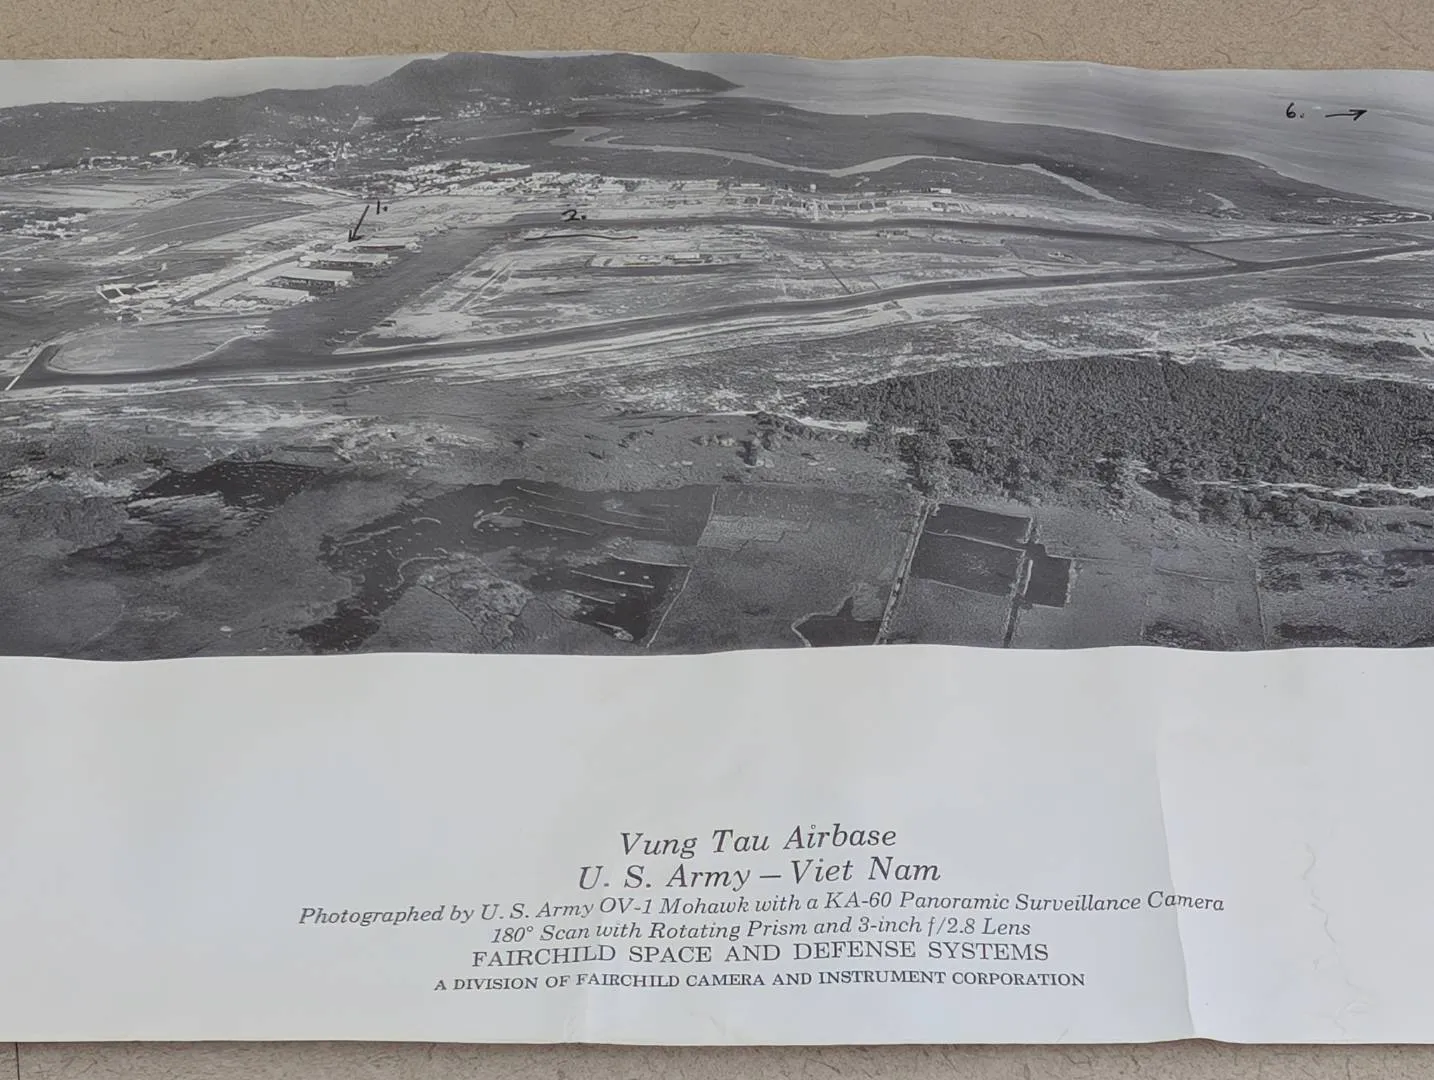 6. →
1.
2.
Vung Tau Airbase
U. S. Army – Viet Nam
Photographed by U. S. Army OV-1 Mohawk with a KA-60 Panoramic Surveillance Camera
180° Scan with Rotating Prism and 3-inch f/2.8 Lens
FAIRCHILD SPACE AND DEFENSE SYSTEMS
A DIVISION OF FAIRCHILD CAMERA AND INSTRUMENT CORPORATION